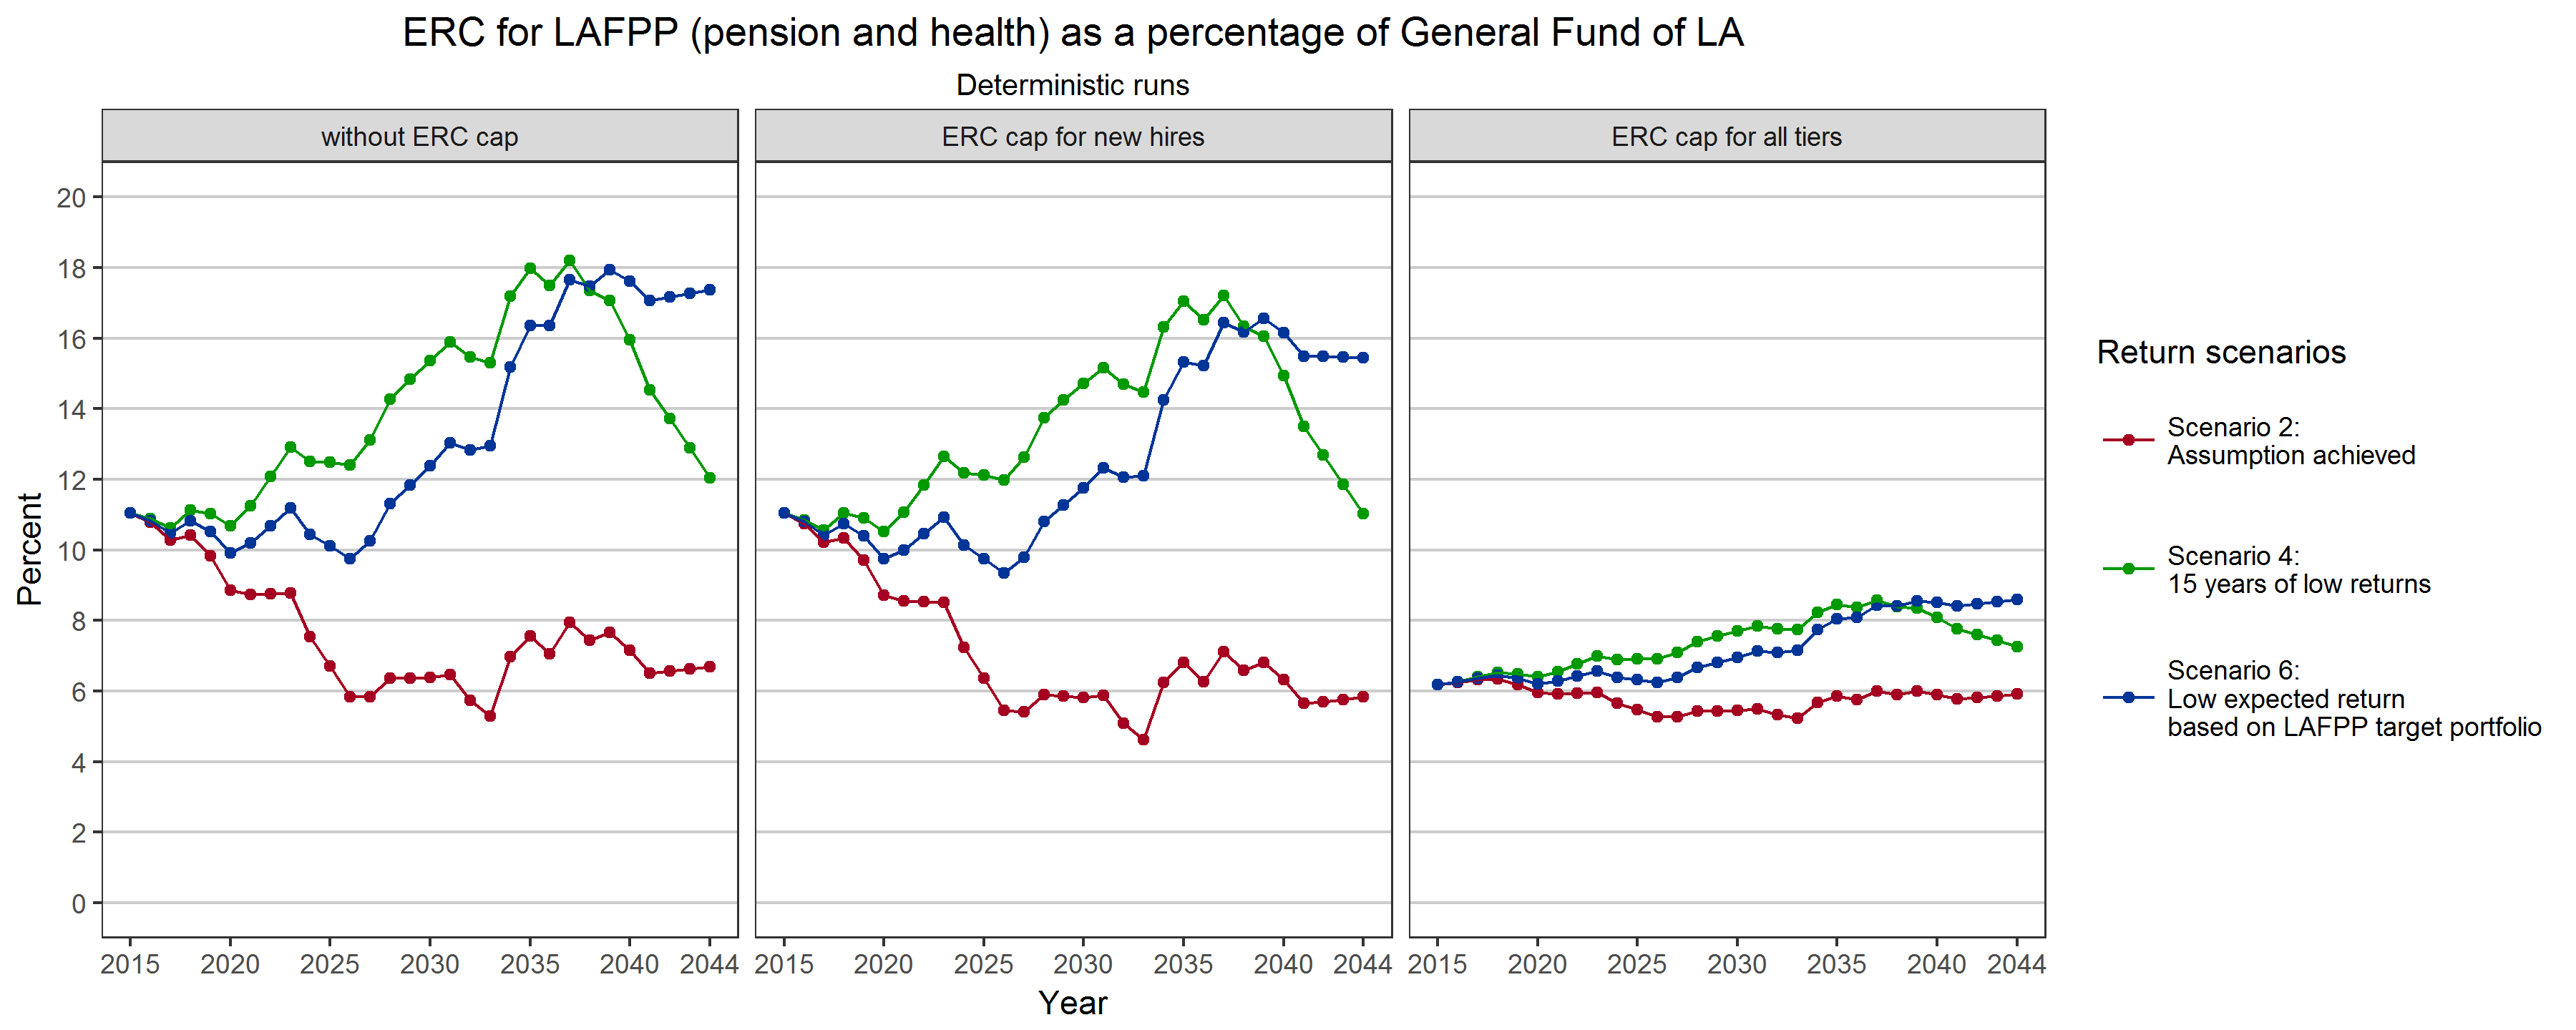 ERC for LAFPP (pension and health) as a percentage of General Fund of LA
Deterministic runs
without ERC cap
ERC cap for new hires
ERC cap for all tiers
Percent
20
18
16
14
12
10
8
6
4
2
0
2015 2020 2025 2030 2035 2040 2044
2015 2020 2025 2030 2035 2040 2044
2015 2020 2025 2030 2035 2040 2044
Year
Return scenarios
Scenario 2:
Assumption achieved
Scenario 4:
15 years of low returns
Scenario 6:
Low expected return
based on LAFPP target portfolio